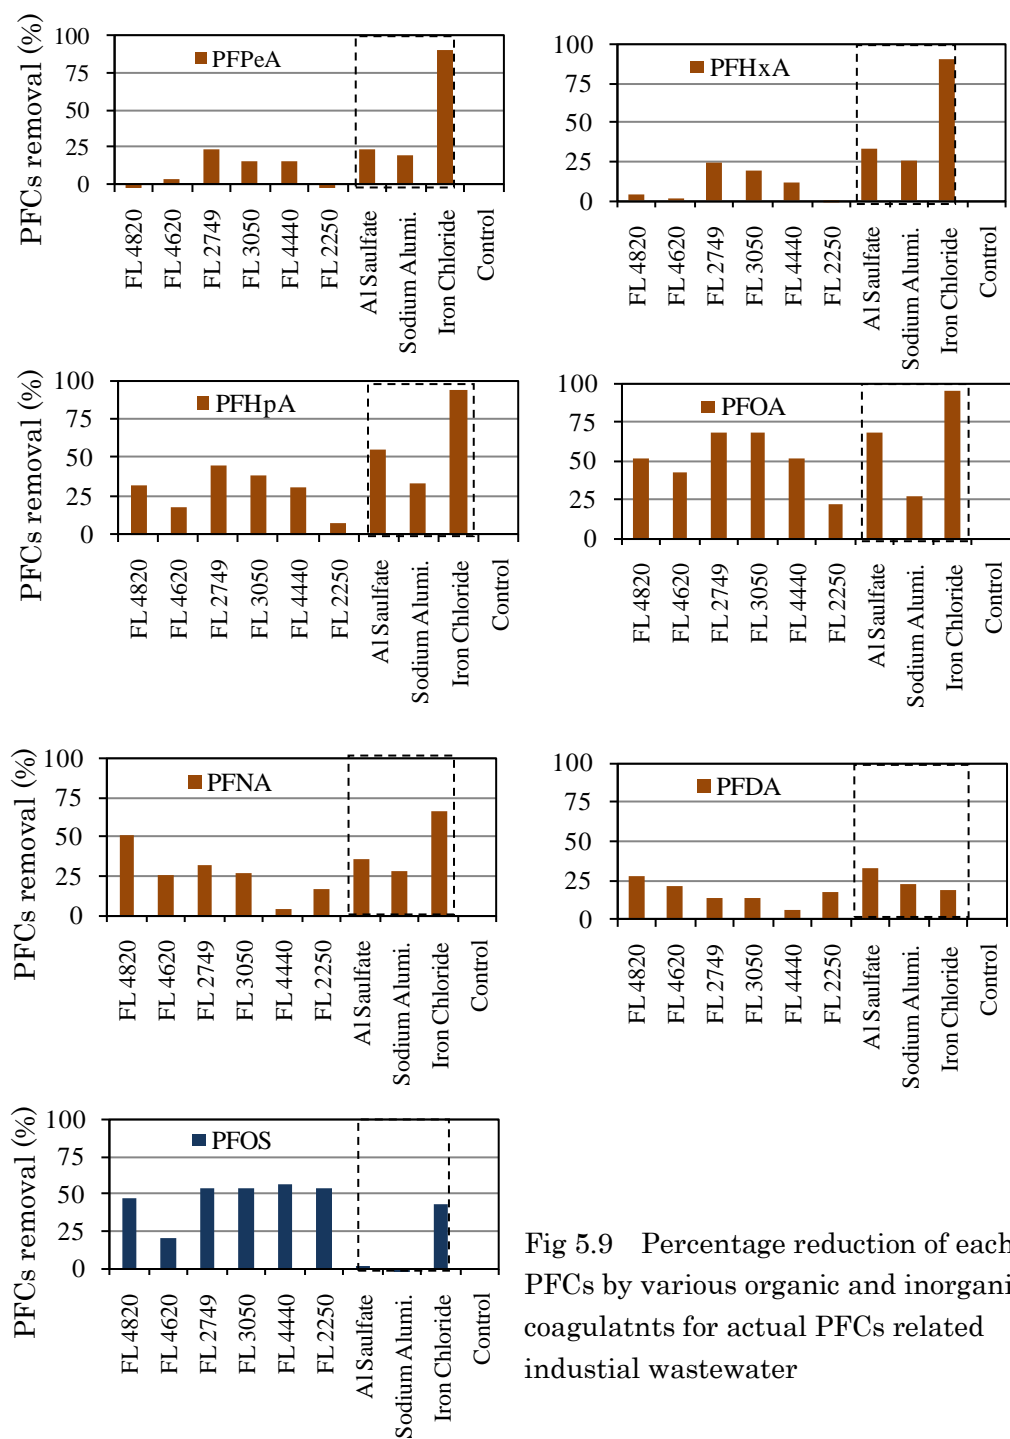 PFCs removal (%)
100
75
50
25
0
PFPeA
FL 4820
FL 4620
FL 2749
FL 3050
FL 4440
FL 2250
Al Saulfate
Sodium Alumi.
Iron Chloride
Control
100
75
50
25
0
PFHxA
FL 4820
FL 4620
FL 2749
FL 3050
FL 4440
FL 2250
Al Saulfate
Sodium Alumi.
Iron Chloride
Control
PFCs removal (%)
100
75
50
25
0
PFHpA
FL 4820
FL 4620
FL 2749
FL 3050
FL 4440
FL 2250
Al Saulfate
Sodium Alumi.
Iron Chloride
Control
100
75
50
25
0
PFOA
FL 4820
FL 4620
FL 2749
FL 3050
FL 4440
FL 2250
Al Saulfate
Sodium Alumi.
Iron Chloride
Control
PFCs removal (%)
100
75
50
25
0
PFNA
FL 4820
FL 4620
FL 2749
FL 3050
FL 4440
FL 2250
Al Saulfate
Sodium Alumi.
Iron Chloride
Control
100
75
50
25
0
PFDA
FL 4820
FL 4620
FL 2749
FL 3050
FL 4440
FL 2250
Al Saulfate
Sodium Alumi.
Iron Chloride
Control
PFCs removal (%)
100
75
50
25
0
PFOS
FL 4820
FL 4620
FL 2749
FL 3050
FL 4440
FL 2250
Al Saulfate
Sodium Alumi.
Iron Chloride
Control
Fig 5.9 Percentage reduction of each
PFCs by various organic and inorgani
coagulatnts for actual PFCs related
industial wastewater